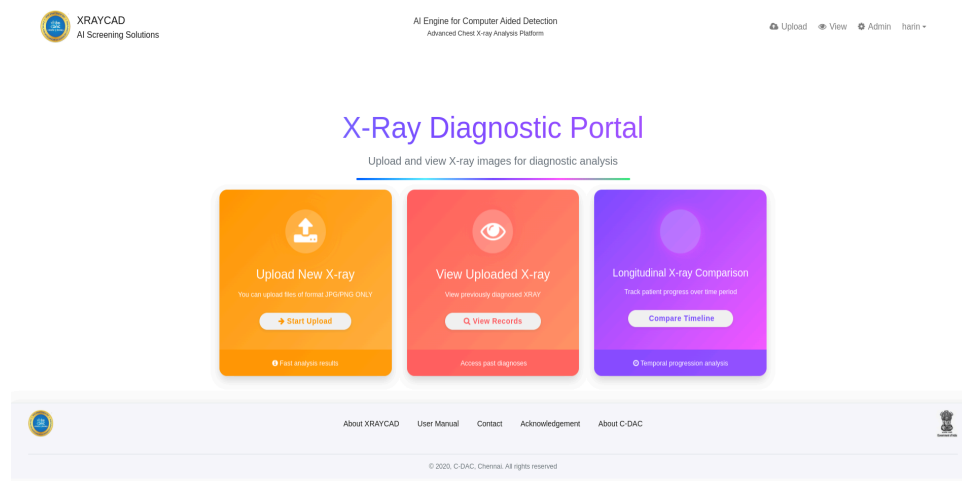 XRAYCAD
AI Screening Solutions
AI Engine for Computer Aided Detection
Advanced Chest X-ray Analysis Platform
Upload View Admin harin
X-Ray Diagnostic Portal
Upload and view X-ray images for diagnostic analysis
Upload New X-ray
You can upload files of format JPG/PNG ONLY
Start Upload
Fast analysis results
View Uploaded X-ray
View previously diagnosed XRAY
View Records
Access past diagnoses
Longitudinal X-ray Comparison
Track patient progress over time period
Compare Timeline
Temporal progression analysis
About XRAYCAD User Manual Contact Acknowledgement About C-DAC
© 2020, C-DAC, Chennai. All rights reserved